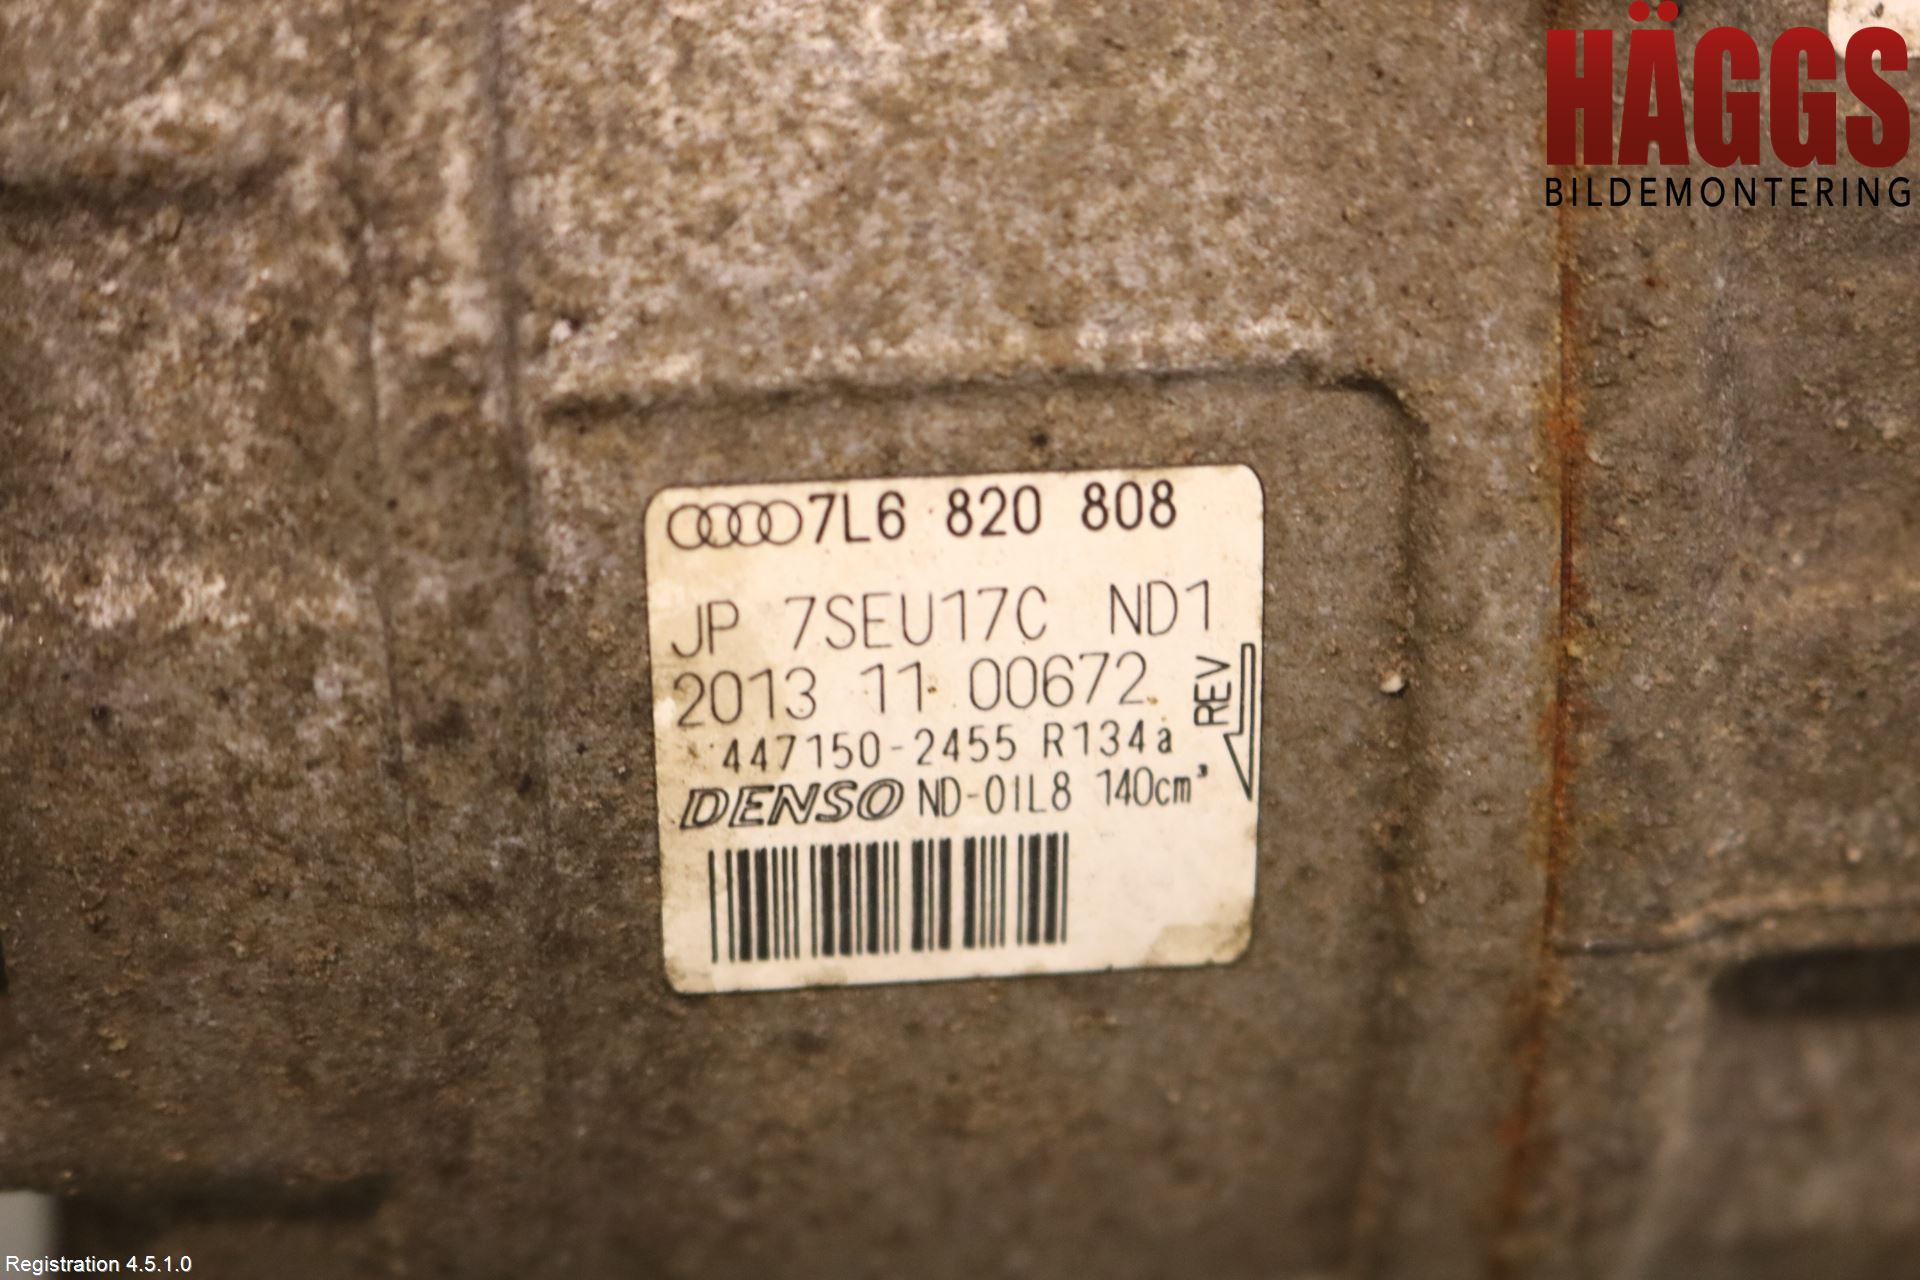 HÄGGS
BILDEMONTERING
7L6 820 808
JP 7SEU17C ND1
2013 11 00672
447150-2455 R134a
REV
DENSO ND-OIL8 140cm³
Registration 4.5.1.0